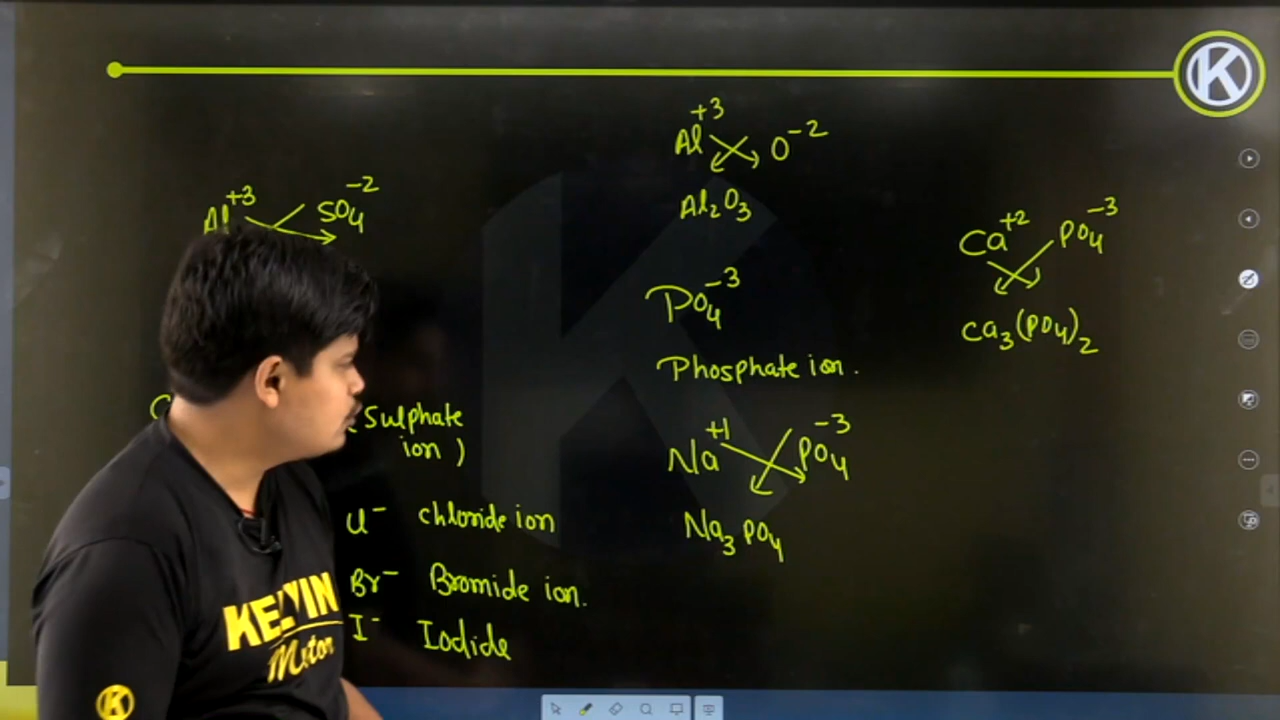 K
Al+3 SO4-2
(Sulphate
ion)
Cl- chloride ion
Br- Bromide ion.
I- Iodide
Al+3 O-2
Al2O3
PO4-3
Phosphate ion.
Na+1 PO4-3
Na3PO4
Ca+2 PO4-3
Ca3(PO4)2
KELVIN
K